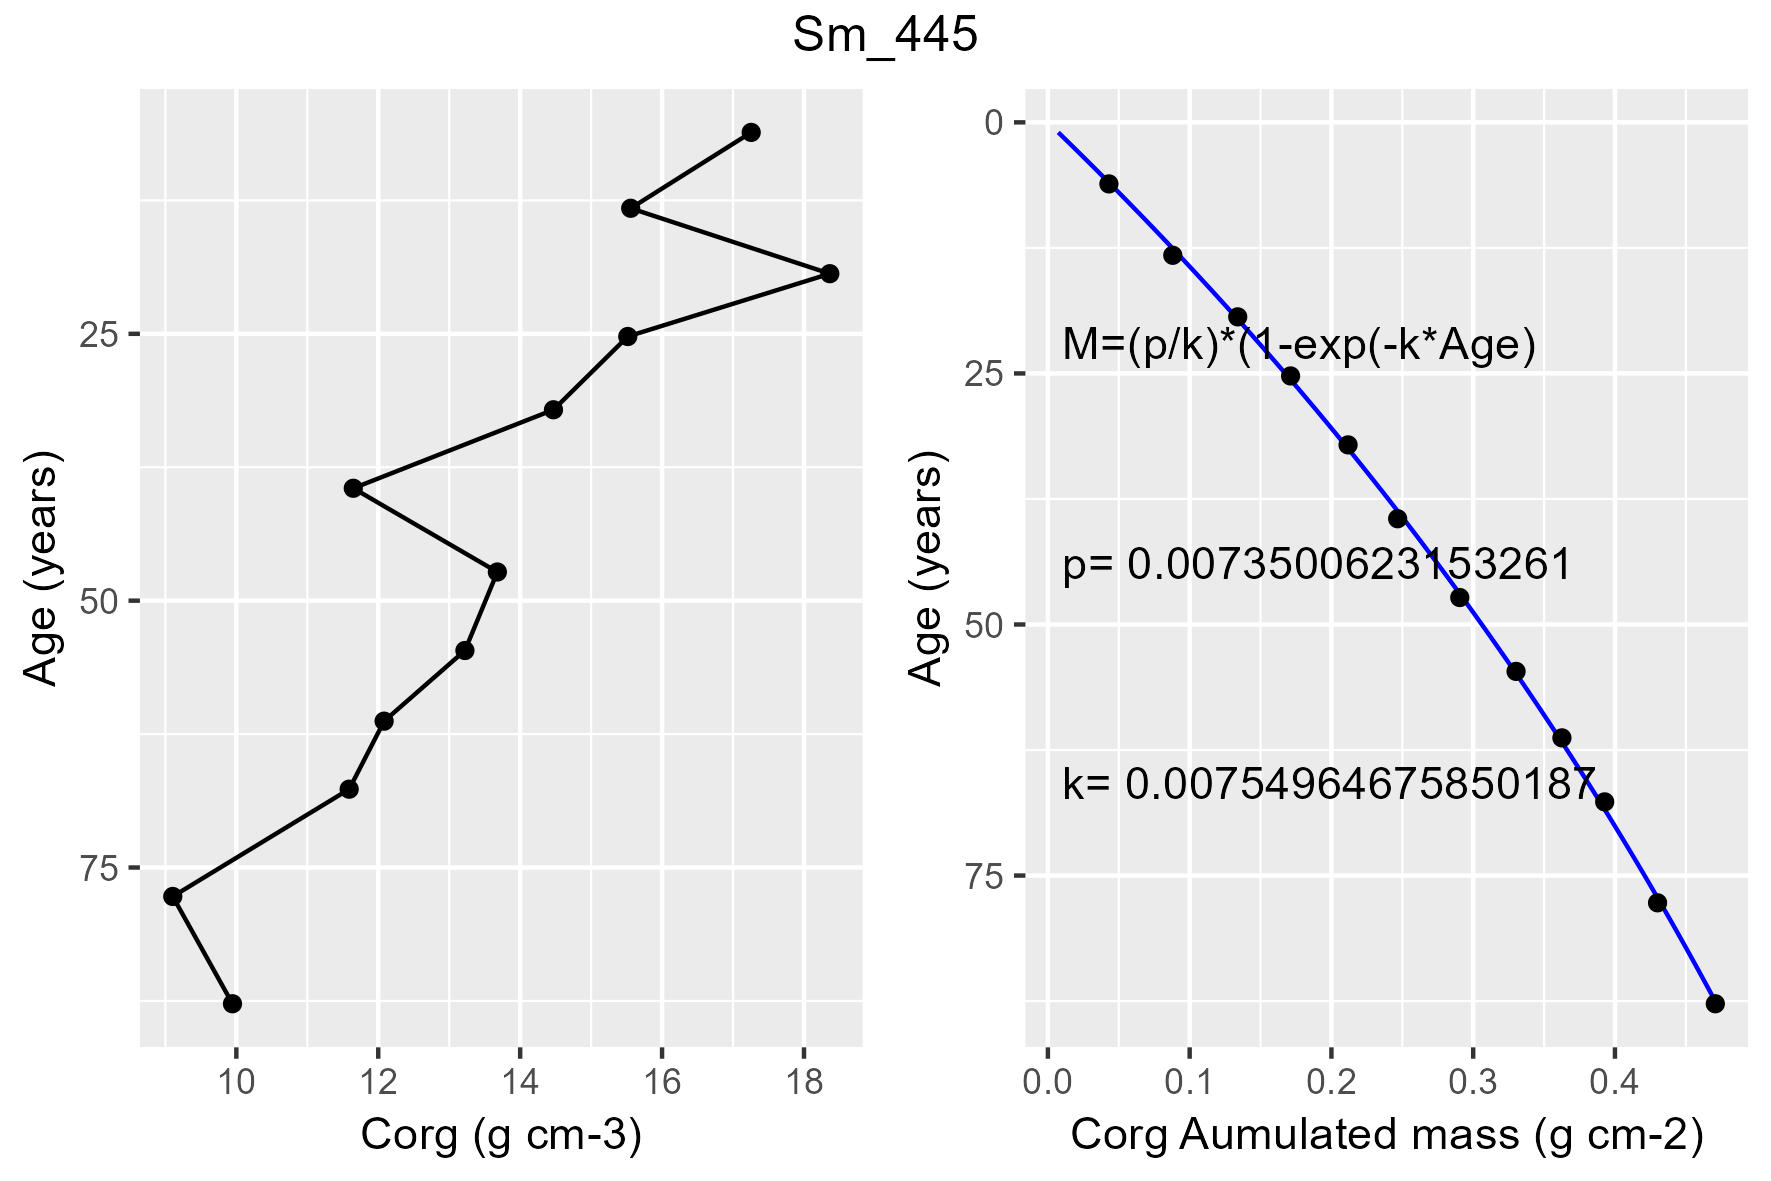 Sm_445
Age (years)
25
50
75
10 12 14 16 18
Corg (g cm-3)
Age (years)
0
25
50
75
M=(p/k)*(1-exp(-k*Age)
p= 0.0073500623153261
k= 0.00754964675850187
0.0 0.1 0.2 0.3 0.4
Corg Aumulated mass (g cm-2)